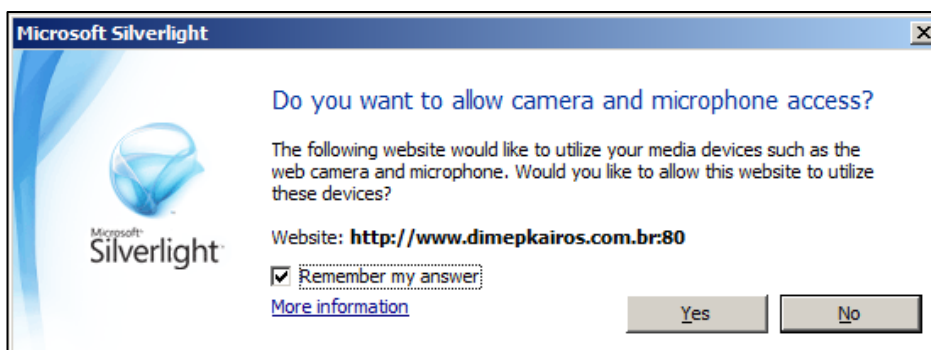 Microsoft Silverlight
Do you want to allow camera and microphone access?
The following website would like to utilize your media devices such as the
web camera and microphone. Would you like to allow this website to utilize
these devices?
Microsoft®
Silverlight
Website: http://www.dimepkairos.com.br:80
Remember my answer
More information
Yes
No